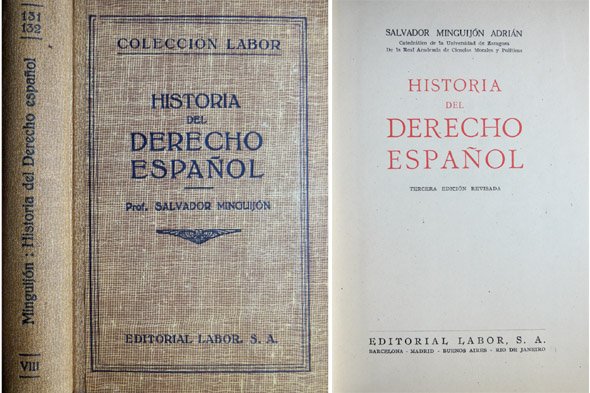 131
132
Minguijón : Historia del Derecho español
VIII
COLECCIÓN LABOR
HISTORIA
DEL
DERECHO
ESPAÑOL
Prof. SALVADOR MINGUIJÓN
EDITORIAL LABOR, S. A.
SALVADOR MINGUIJÓN ADRIÁN
Catedrático de la Universidad de Zaragoza
De la Real Academia de Ciencias Morales y Políticas
HISTORIA
DEL
DERECHO
ESPAÑOL
TERCERA EDICIÓN REVISADA
EDITORIAL LABOR, S. A.
BARCELONA - MADRID - BUENOS AIRES - RIO DE JANEIRO